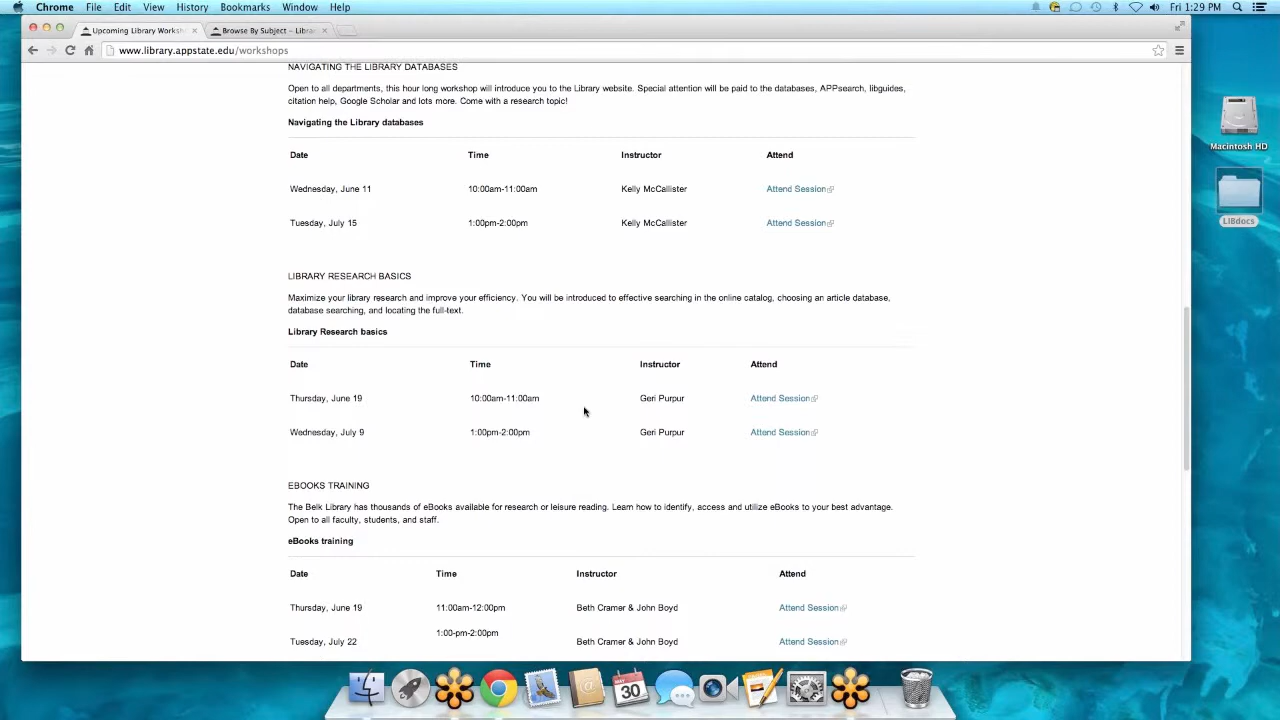 Chrome File Edit View History Bookmarks Window Help Fri 1:29 PM
Upcoming Library Worksh Browse By Subject – Libra
www.library.appstate.edu/workshops
NAVIGATING THE LIBRARY DATABASES
Open to all departments, this hour long workshop will introduce you to the Library website. Special attention will be paid to the databases, APPsearch, libguides,
citation help, Google Scholar and lots more. Come with a research topic!
Navigating the Library databases
Date Time Instructor Attend
Wednesday, June 11 10:00am-11:00am Kelly McCallister Attend Session
Tuesday, July 15 1:00pm-2:00pm Kelly McCallister Attend Session
LIBRARY RESEARCH BASICS
Maximize your library research and improve your efficiency. You will be introduced to effective searching in the online catalog, choosing an article database,
database searching, and locating the full-text.
Library Research basics
Date Time Instructor Attend
Thursday, June 19 10:00am-11:00am Geri Purpur Attend Session
Wednesday, July 9 1:00pm-2:00pm Geri Purpur Attend Session
EBOOKS TRAINING
The Belk Library has thousands of eBooks available for research or leisure reading. Learn how to identify, access and utilize eBooks to your best advantage.
Open to all faculty, students, and staff.
eBooks training
Date Time Instructor Attend
Thursday, June 19 11:00am-12:00pm Beth Cramer & John Boyd Attend Session
1:00-pm-2:00pm
Tuesday, July 22 Beth Cramer & John Boyd Attend Session
Macintosh HD
LIBdocs
MAY
30